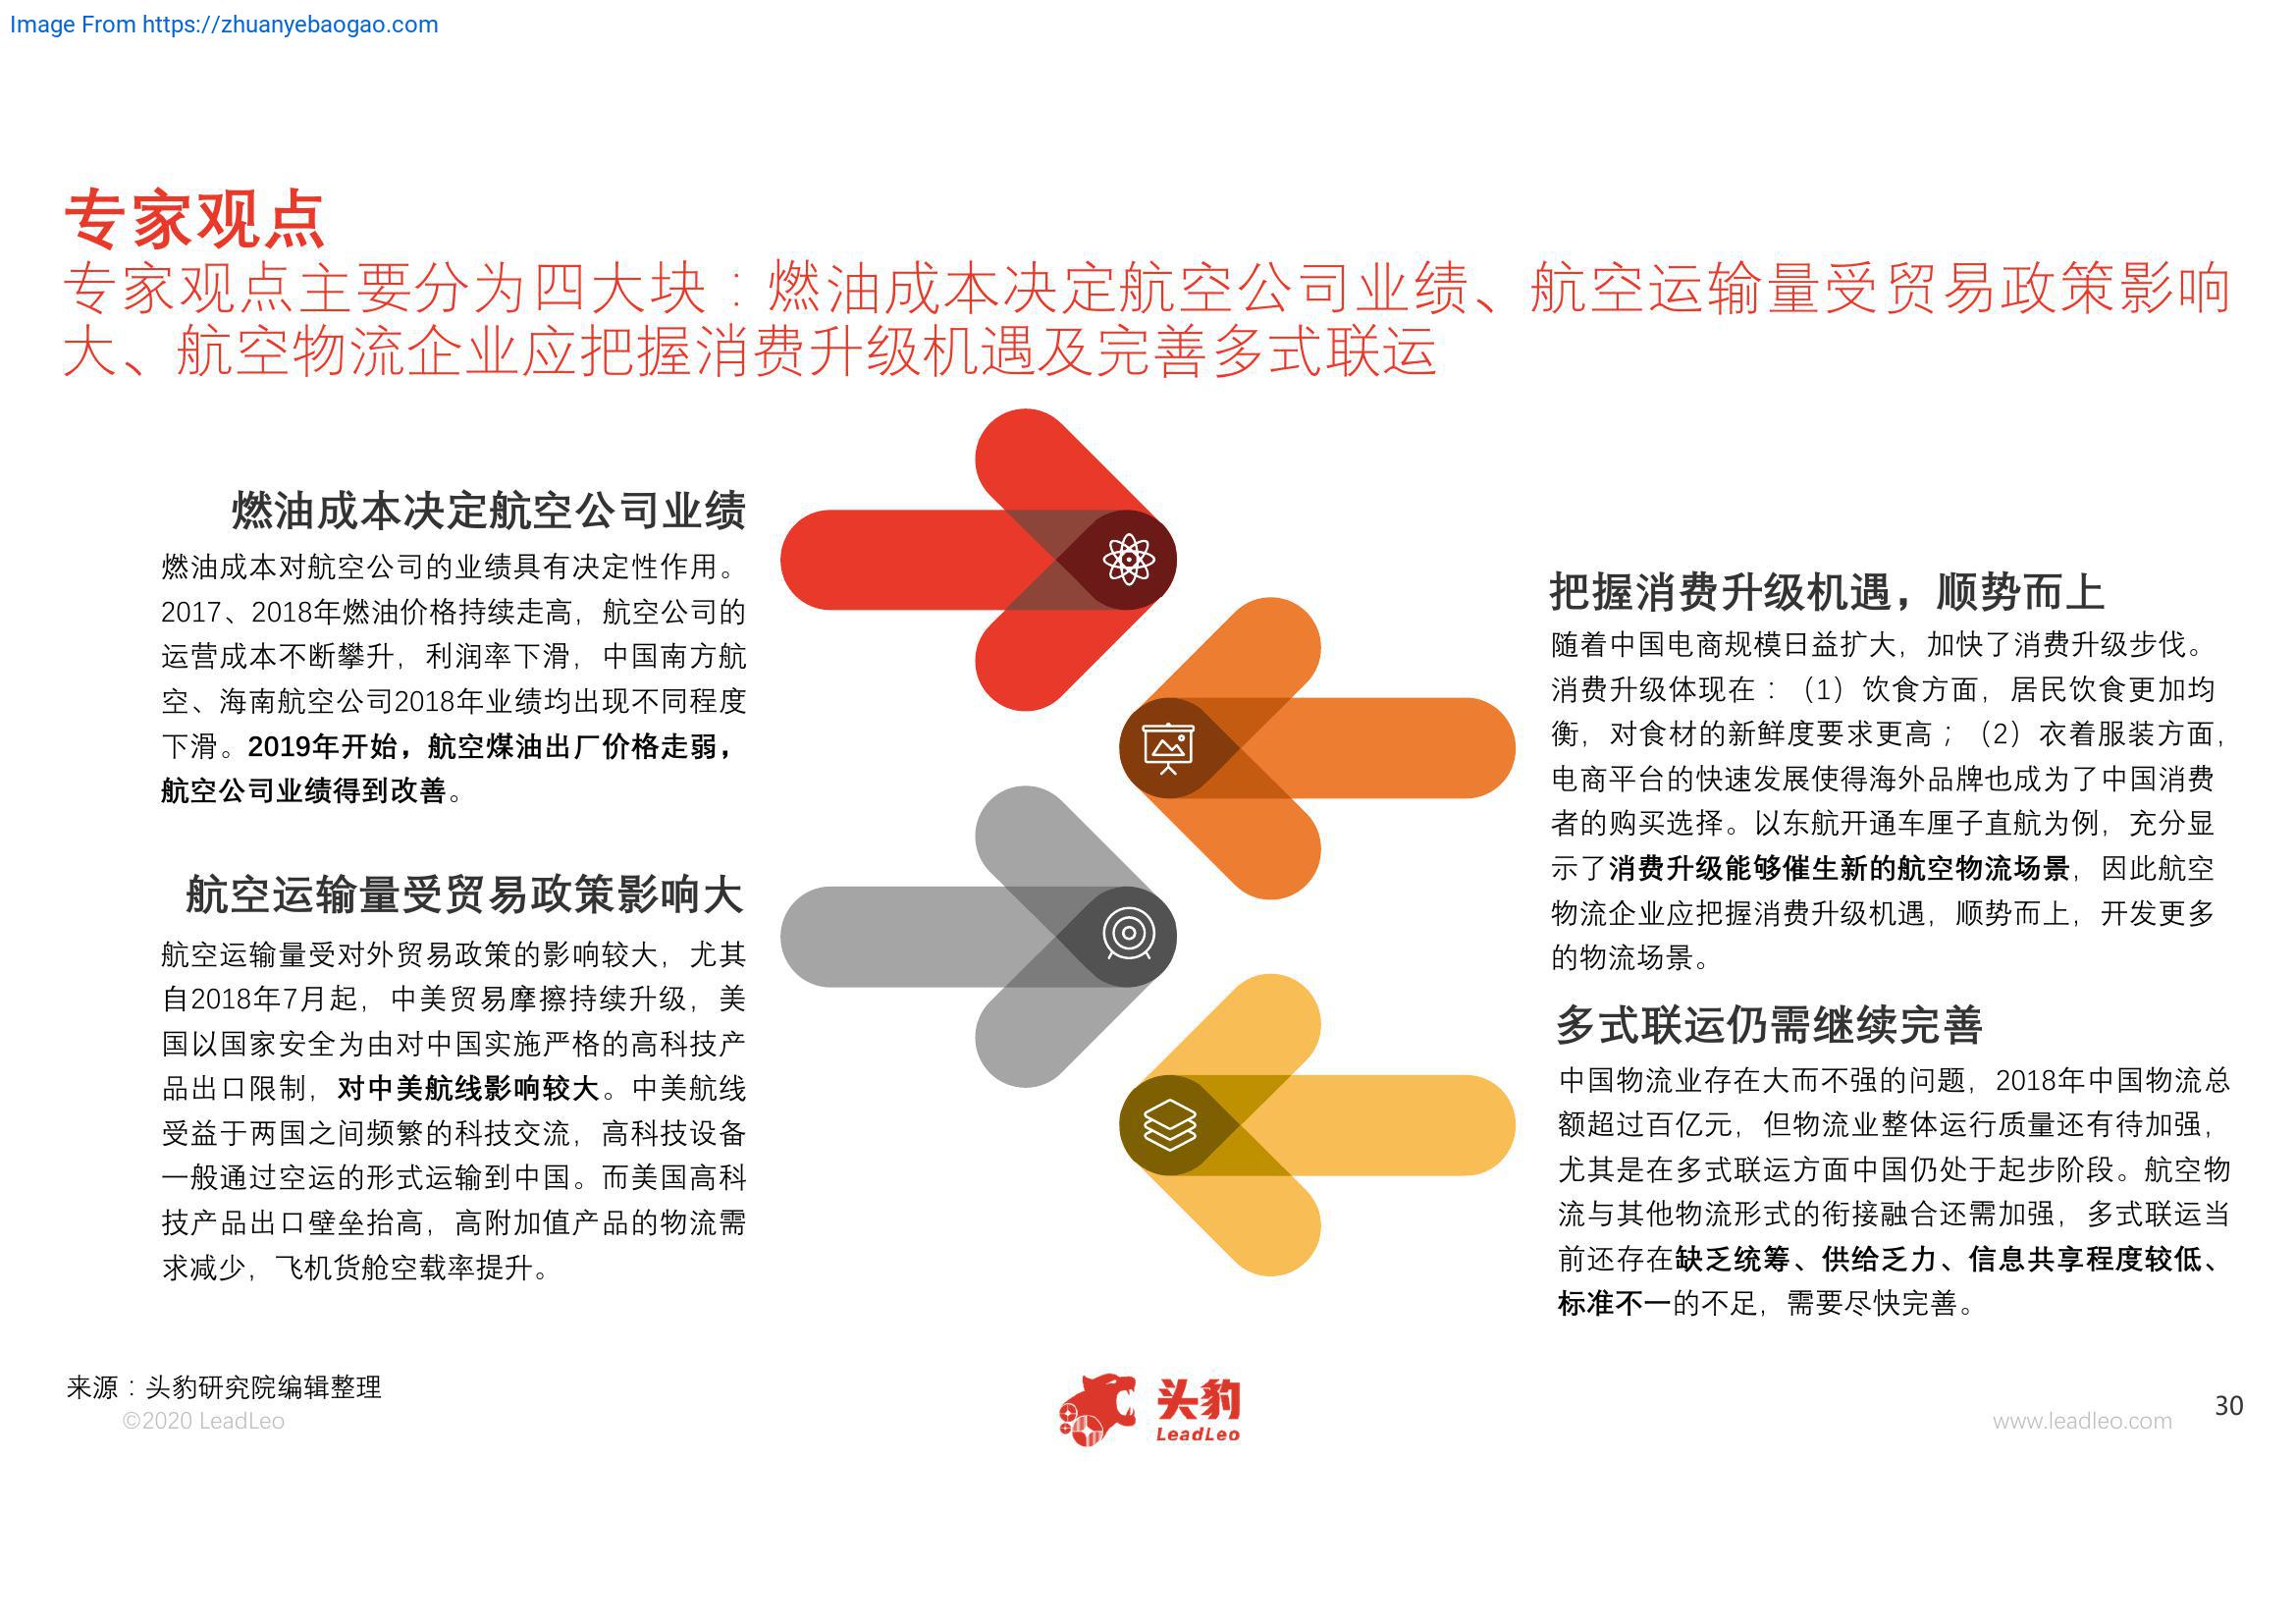 Image From https://zhuanyebaogao.com
专家观点
专家观点主要分为四大块：燃油成本决定航空公司业绩、航空运输量受贸易政策影响
大、航空物流企业应把握消费升级机遇及完善多式联运
燃油成本决定航空公司业绩
燃油成本对航空公司的业绩具有决定性作用。
2017、2018年燃油价格持续走高，航空公司的
运营成本不断攀升，利润率下滑，中国南方航
空、海南航空公司2018年业绩均出现不同程度
下滑。2019年开始，航空煤油出厂价格走弱，
航空公司业绩得到改善。
航空运输量受贸易政策影响大
航空运输量受对外贸易政策的影响较大，尤其
自2018年7月起，中美贸易摩擦持续升级，美
国以国家安全为由对中国实施严格的高科技产
品出口限制，对中美航线影响较大。中美航线
受益于两国之间频繁的科技交流，高科技设备
一般通过空运的形式运输到中国。而美国高科
技产品出口壁垒抬高，高附加值产品的物流需
求减少，飞机货舱空载率提升。
把握消费升级机遇，顺势而上
随着中国电商规模日益扩大，加快了消费升级步伐。
消费升级体现在：（1）饮食方面，居民饮食更加均
衡，对食材的新鲜度要求更高；（2）衣着服装方面，
电商平台的快速发展使得海外品牌也成为了中国消费
者的购买选择。以东航开通车厘子直航为例，充分显
示了消费升级能够催生新的航空物流场景，因此航空
物流企业应把握消费升级机遇，顺势而上，开发更多
的物流场景。
多式联运仍需继续完善
中国物流业存在大而不强的问题，2018年中国物流总
额超过百亿元，但物流业整体运行质量还有待加强，
尤其是在多式联运方面中国仍处于起步阶段。航空物
流与其他物流形式的衔接融合还需加强，多式联运当
前还存在缺乏统筹、供给乏力、信息共享程度较低、
标准不一的不足，需要尽快完善。
来源：头豹研究院编辑整理
©2020 LeadLeo
头豹
LeadLeo
www.leadleo.com
30